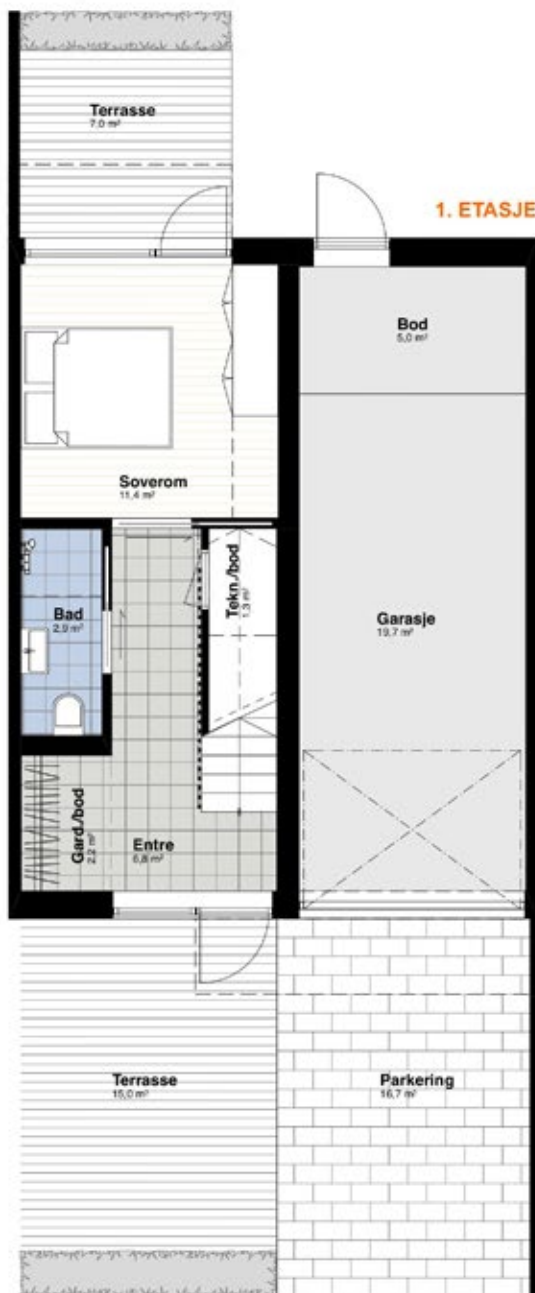 Terrasse
7,0 m²
1. ETASJE
Bod
5,0 m²
Soverom
11,4 m²
Tekn./bod
1,3 m²
Bad
2,9 m²
Garasje
19,7 m²
Gard./bod
2,2 m²
Entre
6,8 m²
Terrasse
15,0 m²
Parkering
16,7 m²